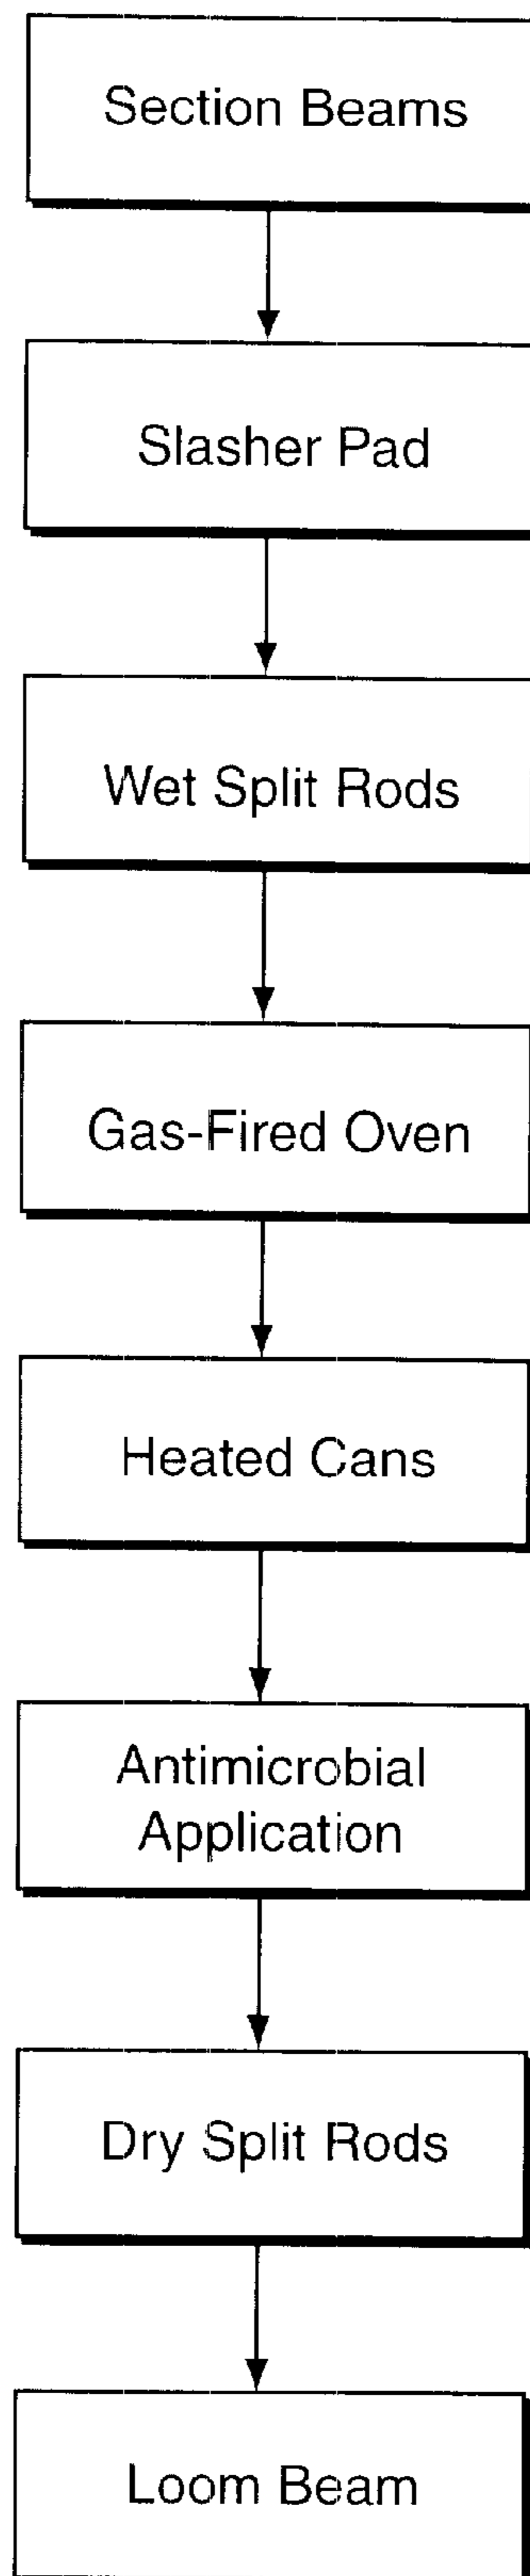 Section Beams
Slasher Pad
Wet Split Rods
Gas-Fired Oven
Heated Cans
Antimicrobial
Application
Dry Split Rods
Loom Beam